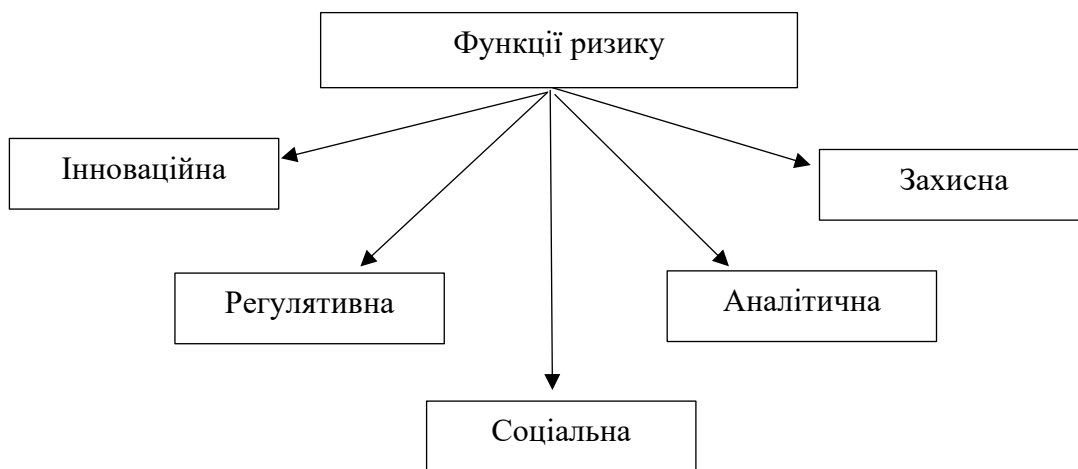 Функції ризику
Інноваційна
Захисна
Регулятивна
Аналітична
Соціальна